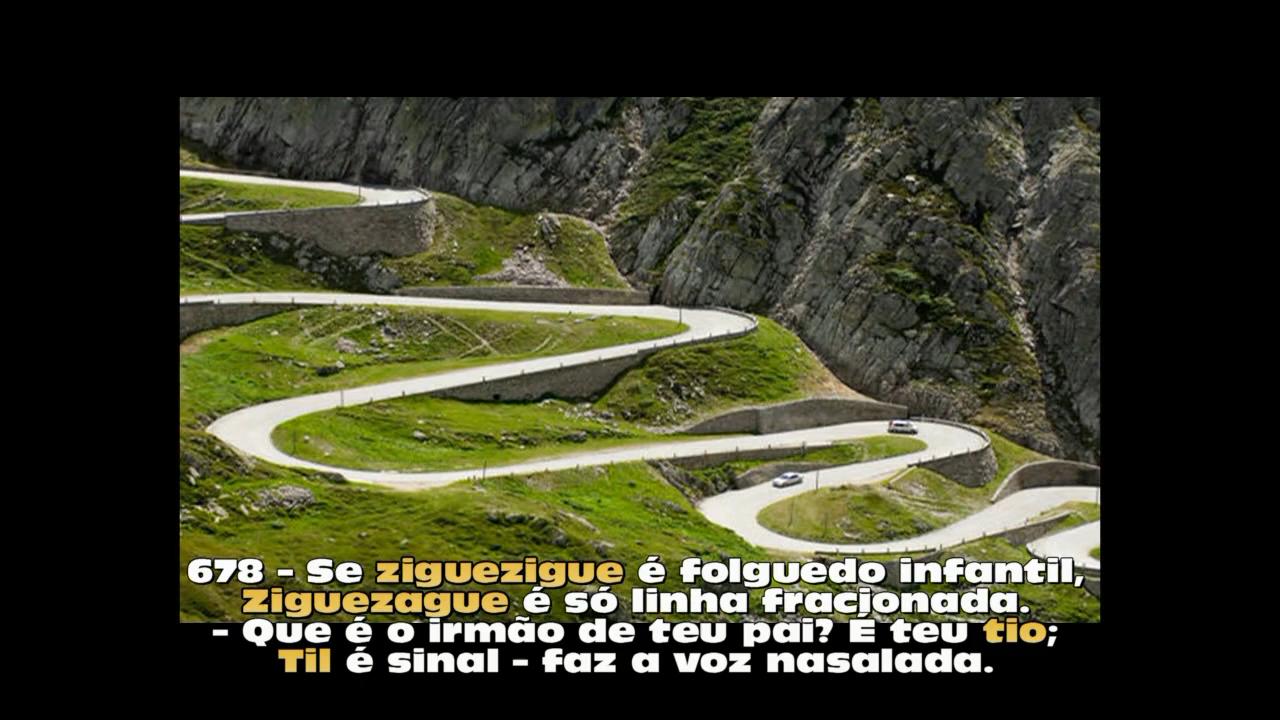 678 - Se ziguezigue é folguedo infantil,
Ziguezague é só linha fracionada.
- Que é o irmão de teu pai? É teu tio;
Til é sinal - faz a voz nasalada.